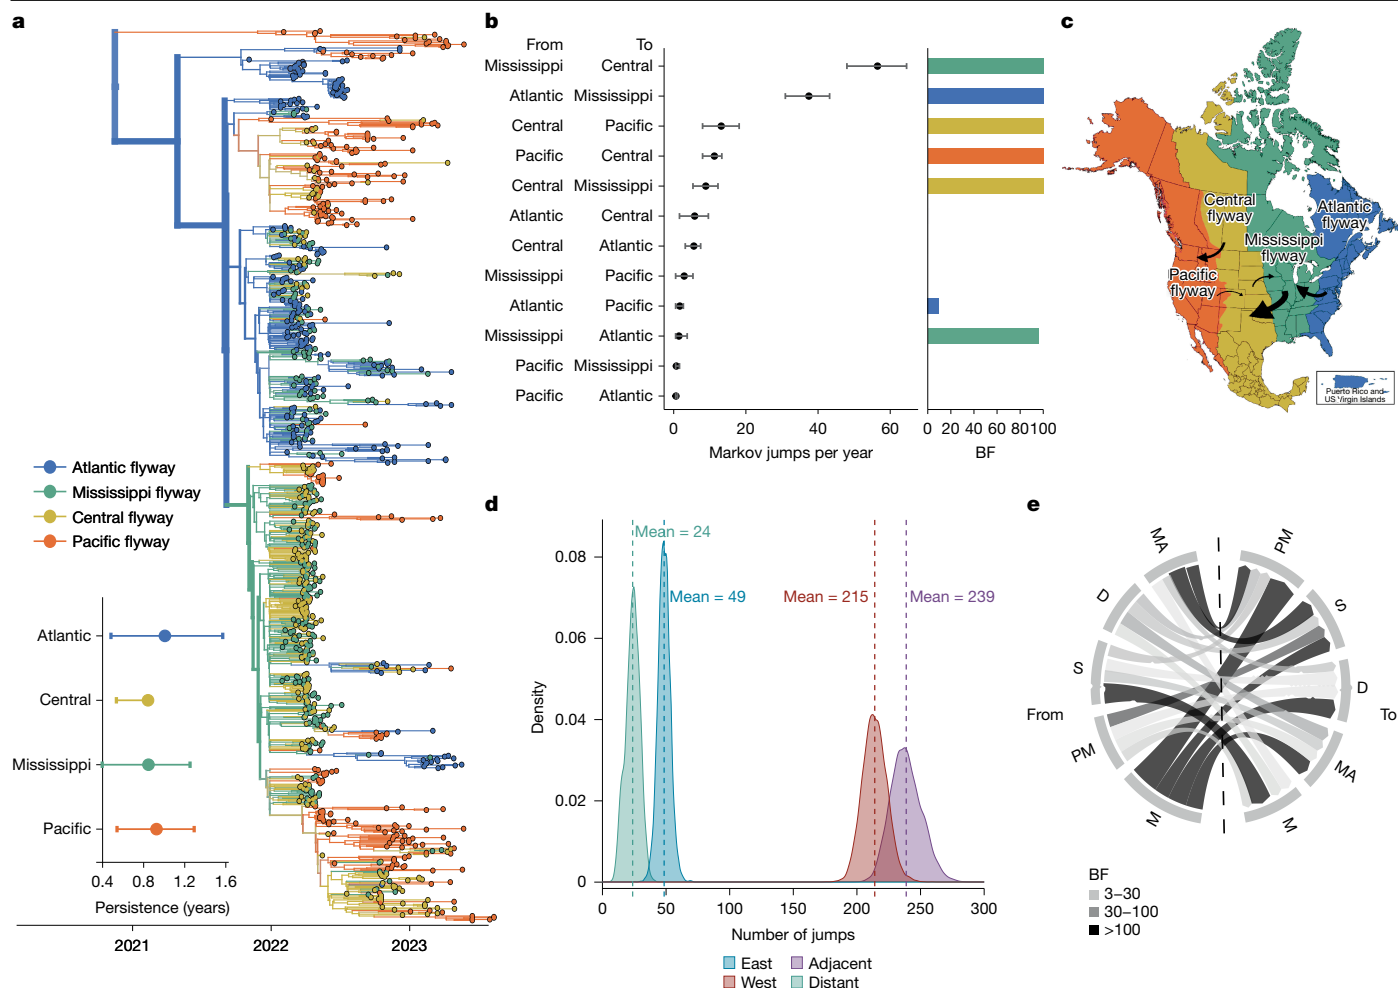 a
Atlantic flyway
Mississippi flyway
Central flyway
Pacific flyway
Atlantic
Central
Mississippi
Pacific
0.4 0.8 1.2 1.6
Persistence (years)
2021 2022 2023
b
From To
Mississippi Central
Atlantic Mississippi
Central Pacific
Pacific Central
Central Mississippi
Atlantic Central
Central Atlantic
Mississippi Pacific
Atlantic Pacific
Mississippi Atlantic
Pacific Mississippi
Pacific Atlantic
0 20 40 60
Markov jumps per year
0 20 40 60 80 100
BF
c
Central
flyway
Atlantic
flyway
Mississippi
flyway
Pacific
flyway
Puerto Rico and
US Virgin Islands
d
Mean = 24
Mean = 49
Mean = 215
Mean = 239
0.08
0.06
0.04
0.02
0
Density
0 50 100 150 200 250 300
Number of jumps
East
Adjacent
West
Distant
e
MA
PM
D
S
S
D
From
To
PM
MA
M
M
BF
3–30
30–100
>100